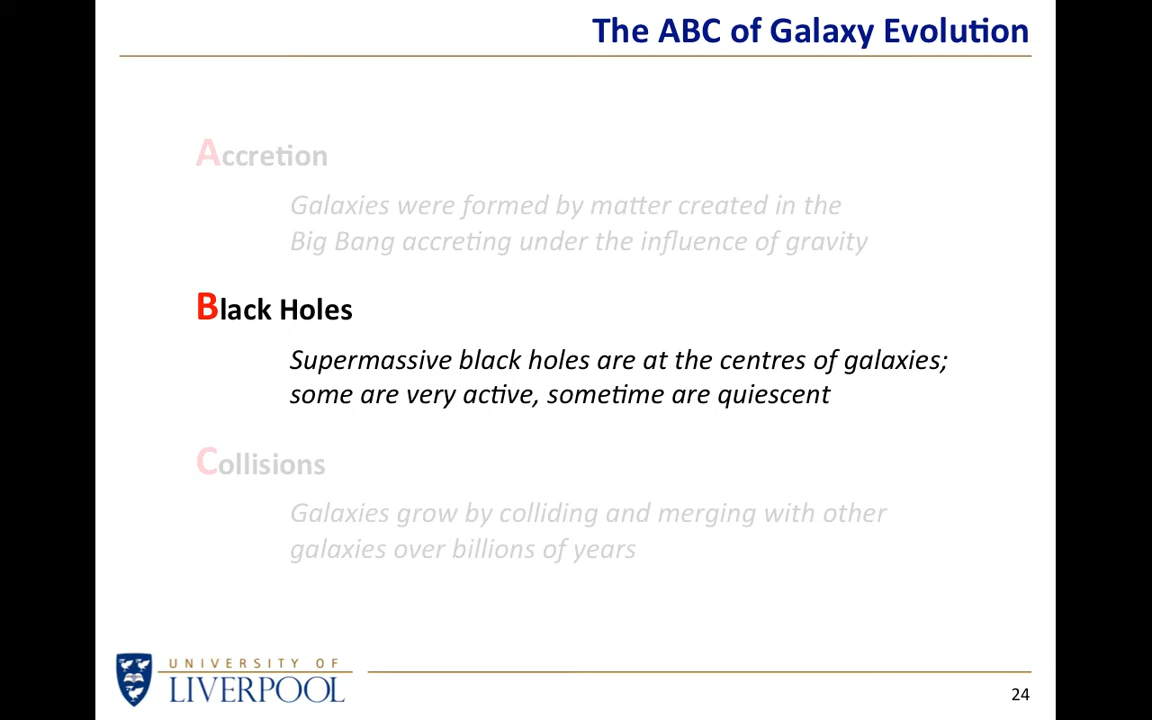 The ABC of Galaxy Evolution
Accretion
Galaxies were formed by matter created in the
Big Bang accreting under the influence of gravity
Black Holes
Supermassive black holes are at the centres of galaxies;
some are very active, sometime are quiescent
Collisions
Galaxies grow by colliding and merging with other
galaxies over billions of years
UNIVERSITY OF
LIVERPOOL
24